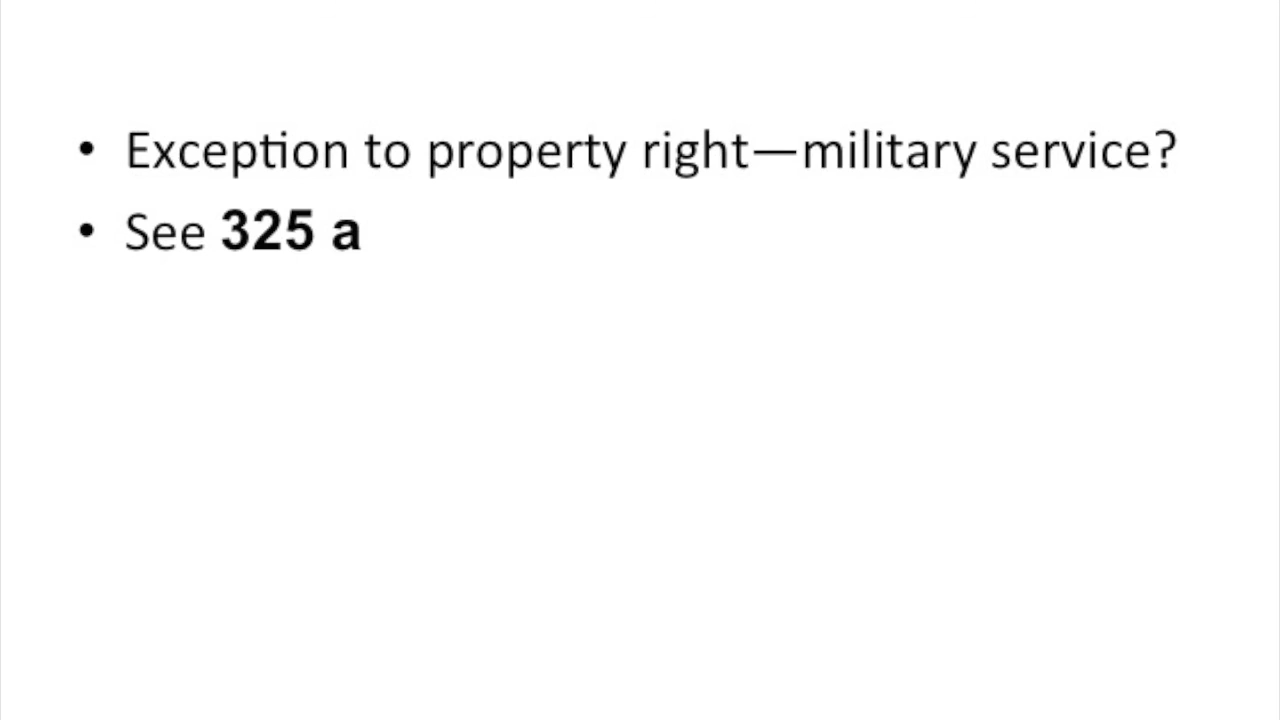 • Exception to property right—military service?
• See 325 a